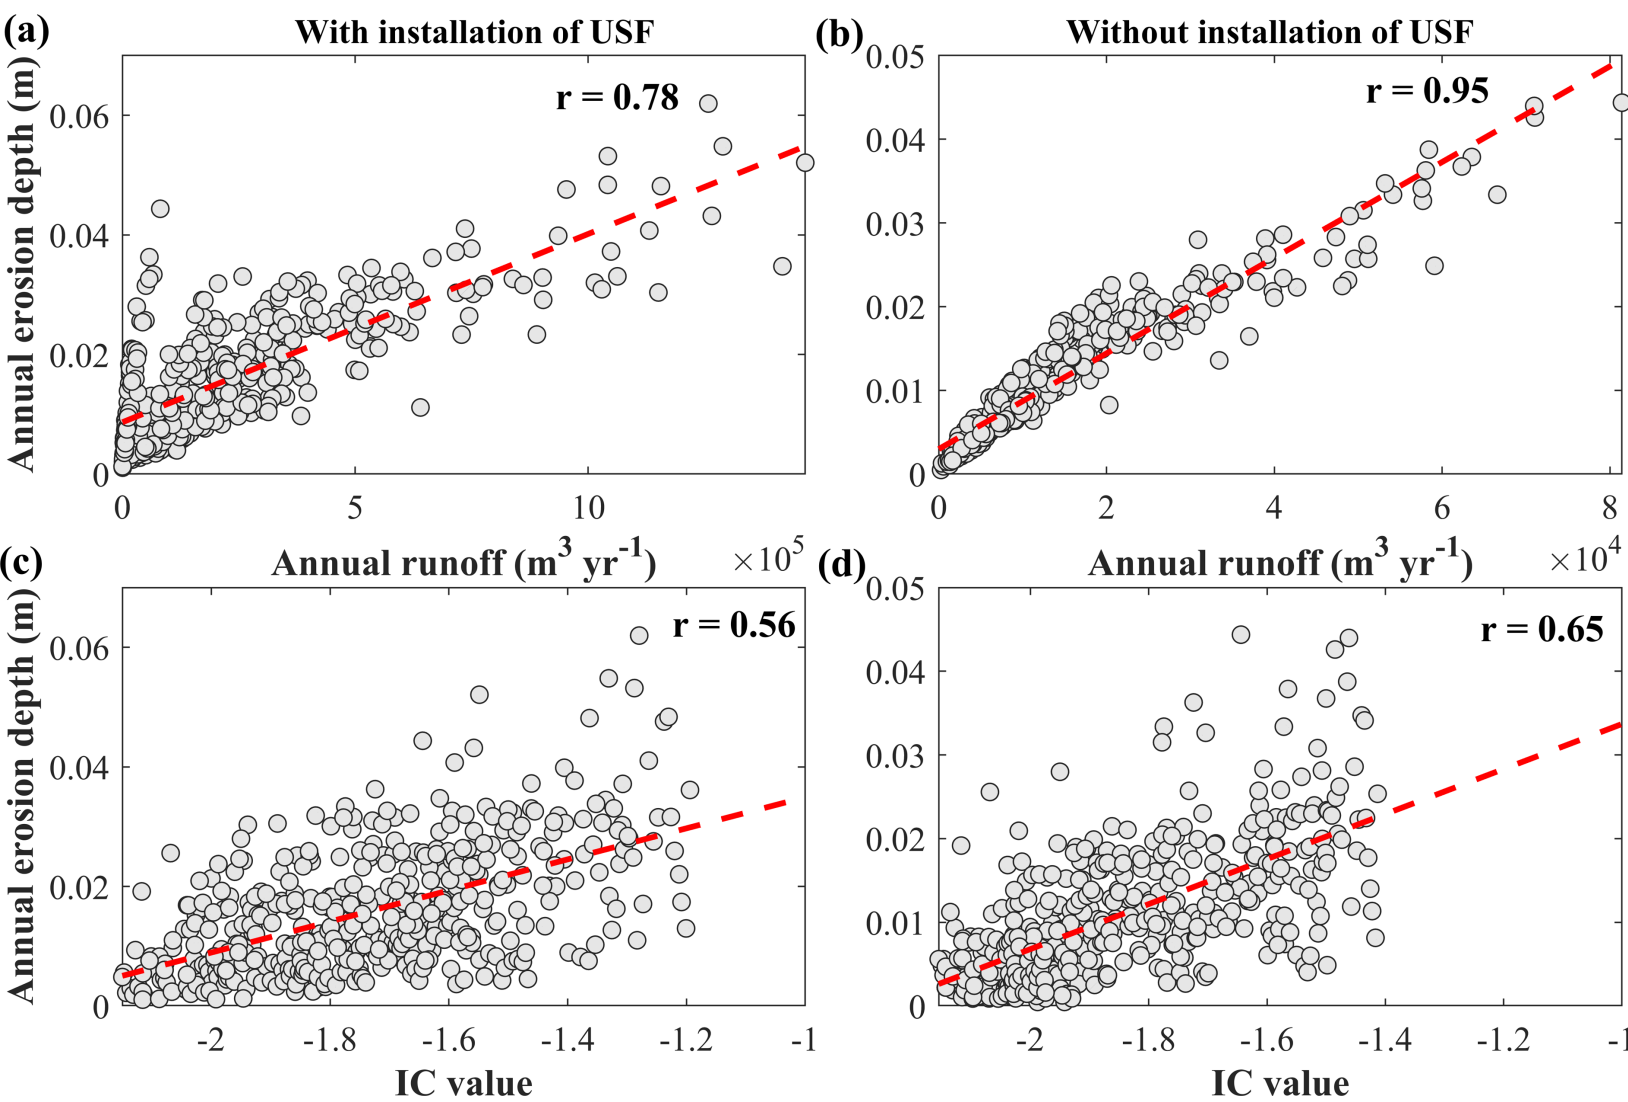 (a) With installation of USF
(b) Without installation of USF
Annual erosion depth (m)
0.06
0.04
0.02
0
r = 0.78
0 5 10
Annual runoff (m³ yr⁻¹) ×10⁵
0.05
0.04
0.03
0.02
0.01
0
r = 0.95
0 2 4 6 8
Annual runoff (m³ yr⁻¹) ×10⁴
(c)
Annual erosion depth (m)
0.06
0.04
0.02
0
r = 0.56
-2 -1.8 -1.6 -1.4 -1.2 -1
IC value
(d)
0.05
0.04
0.03
0.02
0.01
0
r = 0.65
-2 -1.8 -1.6 -1.4 -1.2 -1
IC value